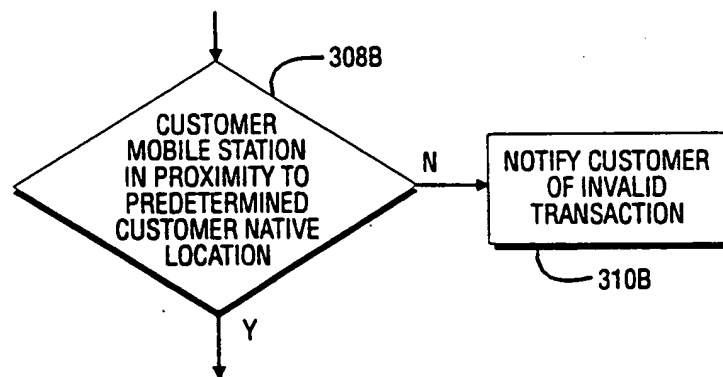 308B
CUSTOMER
MOBILE STATION
IN PROXIMITY TO
PREDETERMINED
CUSTOMER NATIVE
LOCATION
N
NOTIFY CUSTOMER
OF INVALID
TRANSACTION
310B
Y